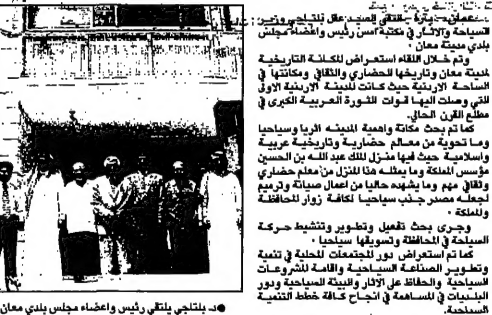 عمان - بترا - التقى السيد عقل بلتاجي وزير
السياحة والآثار في مكتبه امس رئيس واعضاء مجلس
بلدي مدينة معان ·
وتم خلال اللقاء استعراض المكانة التاريخية
لمدينة معان وتاريخها الحضاري والثقافي ومكانتها في
الساحة الاردنية حيث كانت المدينة الاردنية الاولى
التي وصلت اليها قوات الثورة العربية الكبرى في
مطلع القرن الحالي.
كما تم بحث مكانة واهمية المدينه اثريا وسياحيا
وما تحوية من معالم حضارية وتاريخية عربية
واسلامية حيث فيها منزل الملك عبد الله بن الحسين
مؤسس المملكة وما يمثله هذا المنزل من معلم حضاري
وثقافي مهم وما يشهده حاليا من اعمال صيانة وترميم
لجعله مصدر جذب سياحيا لكافة زوار المحافظة
والمملكة ·
وجرى بحث تفعيل وتطوير وتنشيط حركة
السياحة في المحافظة وتسويقها سياحيا ·
كما تم استعراض دور المجتمعات المحلية في تنمية
وتطوير الصناعة السياحية واقامة المشروعات
السياحية والحفاظ على الاثار والبيئة السياحية ودور
البلديات في المساهمة في انجاح كافة خطط التنمية
السياحية.
●د. بلتاجي يلتقي رئيس واعضاء مجلس بلدي معان